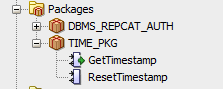 Packages
DBMS_REPCAT_AUTH
TIME_PKG
GetTimestamp
ResetTimestamp